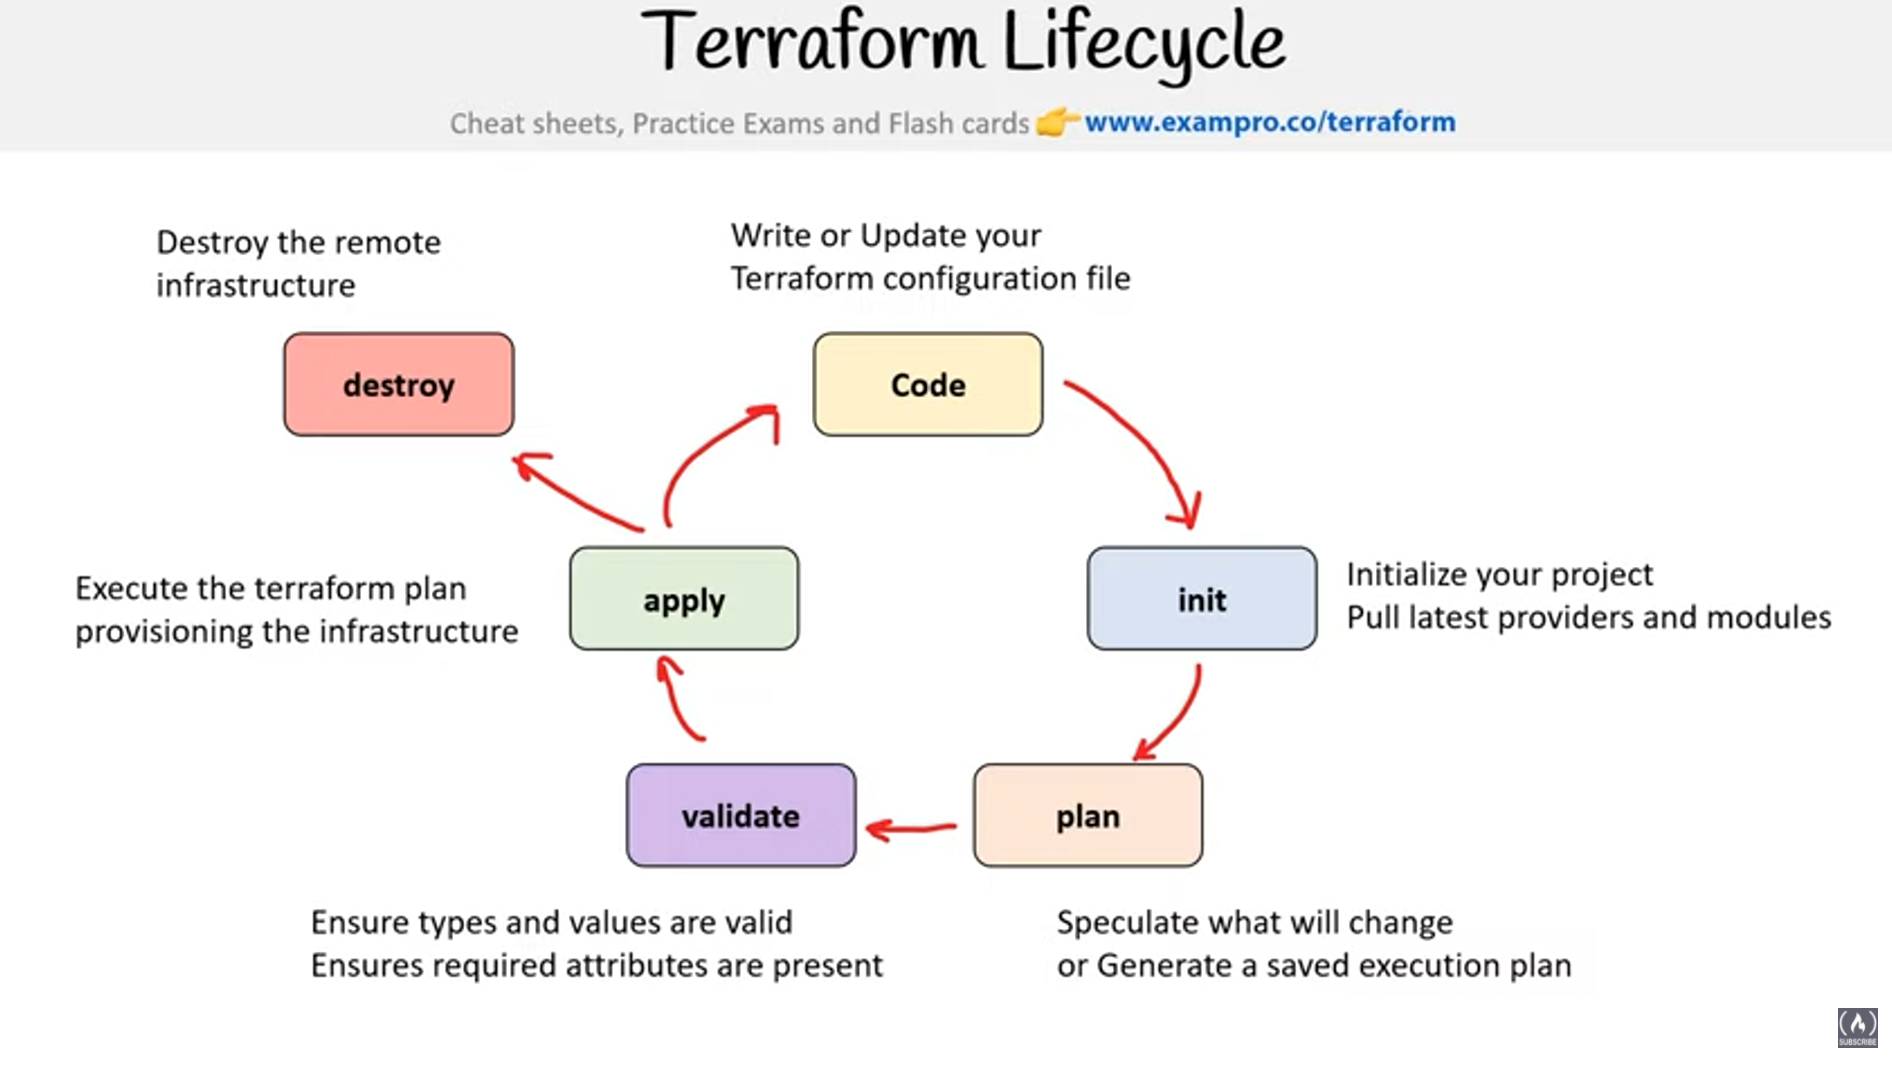 Terraform Lifecycle
Cheat sheets, Practice Exams and Flash cards 👉 www.exampro.co/terraform
Destroy the remote
infrastructure
Write or Update your
Terraform configuration file
destroy
Code
Execute the terraform plan
provisioning the infrastructure
apply
init
Initialize your project
Pull latest providers and modules
validate
plan
Ensure types and values are valid
Ensures required attributes are present
Speculate what will change
or Generate a saved execution plan
SUBSCRIBE